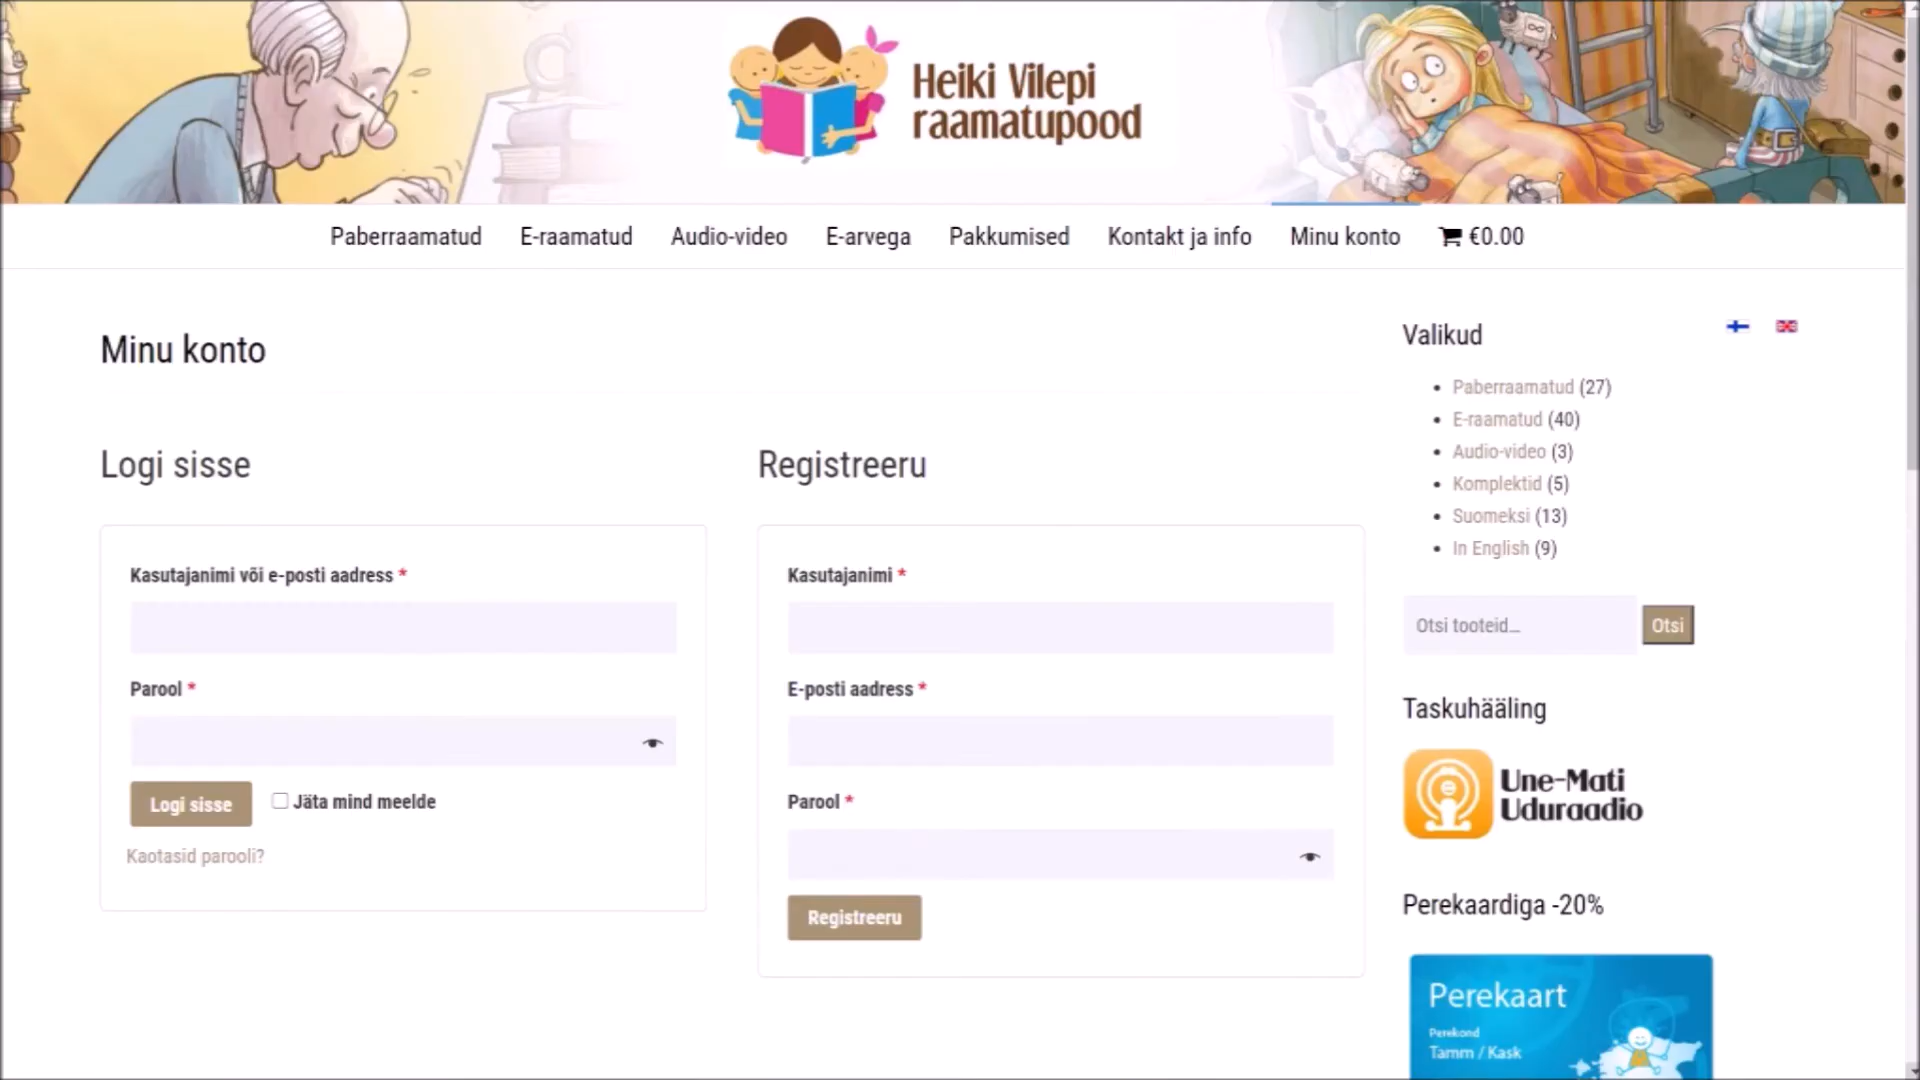 Heiki Vilepi
raamatupood
Paberraamatud E-raamatud Audio-video E-arvega Pakkumised Kontakt ja info Minu konto €0.00
Minu konto
Logi sisse
Kasutajanimi või e-posti aadress *
Parool *
Logi sisse
Jäta mind meelde
Kaotasid parooli?
Registreeru
Kasutajanimi *
E-posti aadress *
Parool *
Registreeru
Valikud
Paberraamatud (27)
E-raamatud (40)
Audio-video (3)
Komplektid (5)
Suomeksi (13)
In English (9)
Otsi tooteid…
Otsi
Taskuhääling
Une-Mati
Uduraadio
Perekaardiga -20%
Perekaart
Perekond
Tamm / Kask